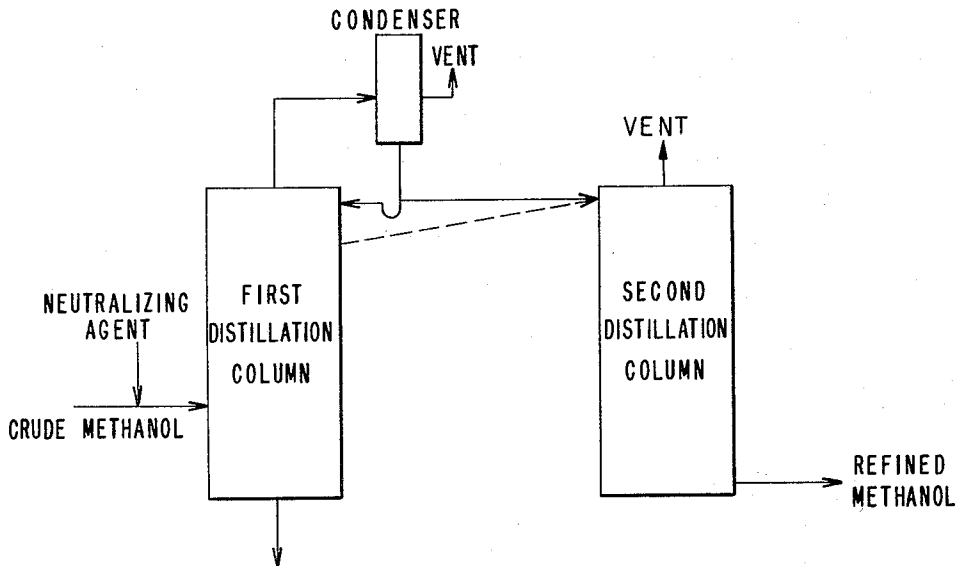 CONDENSER
VENT
VENT
FIRST
DISTILLATION
COLUMN
SECOND
DISTILLATION
COLUMN
NEUTRALIZING
AGENT
CRUDE METHANOL
REFINED
METHANOL